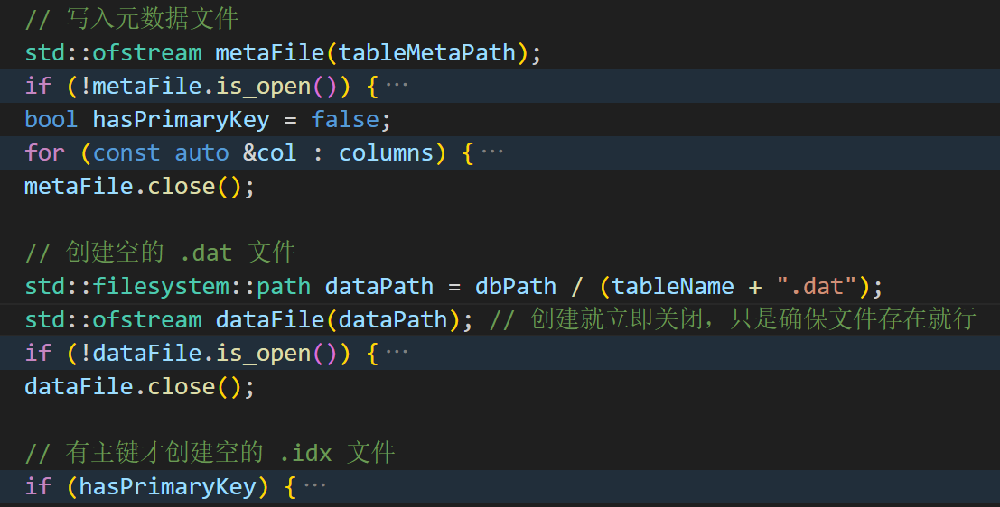 // 写入元数据文件
std::ofstream metaFile(tableMetaPath);
if (!metaFile.is_open()) {···
bool hasPrimaryKey = false;
for (const auto &col : columns) {···
metaFile.close();
// 创建空的 .dat 文件
std::filesystem::path dataPath = dbPath / (tableName + ".dat");
std::ofstream dataFile(dataPath); // 创建就立即关闭，只是确保文件存在就行
if (!dataFile.is_open()) {···
dataFile.close();
// 有主键才创建空的 .idx 文件
if (hasPrimaryKey) {···